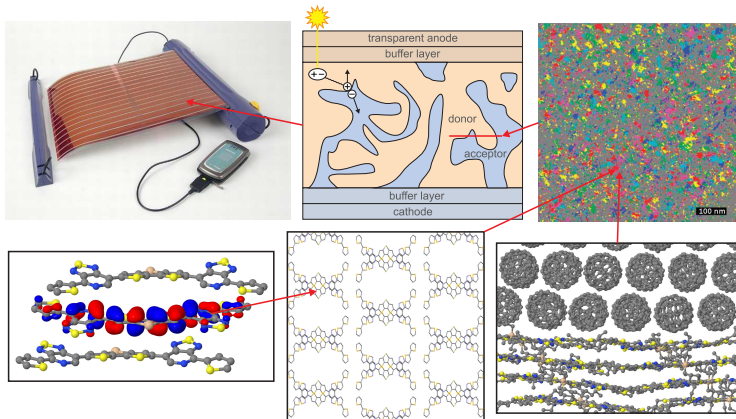 transparent anode
buffer layer
donor
acceptor
buffer layer
cathode
100 nm